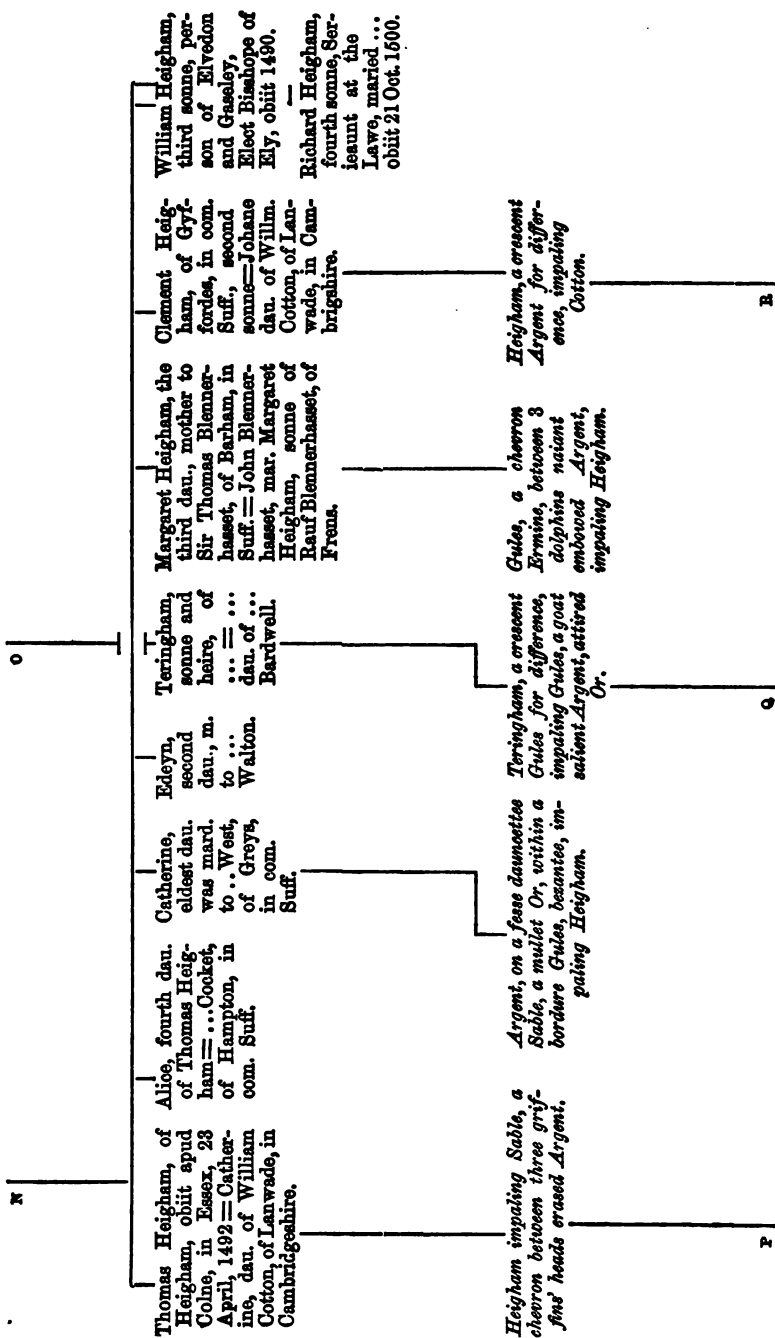 N
O
Thomas Heigham, of
Heigham, obiit apud
Colne, in Essex, 23
April, 1492=Cather-
ine, dau. of William
Cotton, of Lanwade, in
Cambridgeshire.
Alice, fourth dau.
of Thomas Heig-
ham=...Cocket,
of Hampton, in
com. Suff.
Catherine,
eldest dau.
was mard.
to .. West,
of Greys,
in com.
Suff.
Edeyn,
second
dau., m.
to ...
Walton.
Teringham,
sonne and
heire, of
... = ...
dau. of ...
Bardwell.
Margaret Heigham, the
third dau., mother to
Sir Thomas Blenner-
hasset, of Barham, in
Suff.=John Blenner-
hasset, mar. Margaret
Heigham, sonne of
Rauf Blennerhasset, of
Frens.
Clement Heig-
ham, of Gyf-
fordes, in com.
Suff., second
sonne=Johane
dau. of Willm.
Cotton, of Lan-
wade, in Cam-
brigshire.
William Heigham,
third sonne, per-
son of Elvedon
and Gaseley,
Elect Bisshope of
Ely, obiit 1490.
—
Richard Heigham,
fourth sonne, Ser-
ieaunt at the
Lawe, maried ...
obiit 21 Oct. 1500.
Heigham impaling Sable, a
chevron between three grif-
fins' heads erased Argent.
Argent, on a fesse dauncettee
Sable, a mullet Or, within a
bordure Gules, bezantee, im-
paling Heigham.
Teringham, a crescent
Gules for difference,
impaling Gules, a goat
salient Argent, attired
Or.
Gules, a chevron
Ermine, between 3
dolphins naiant
embowed Argent,
impaling Heigham.
Heigham, a crescent
Argent for differ-
ence, impaling
Cotton.
P
Q
R